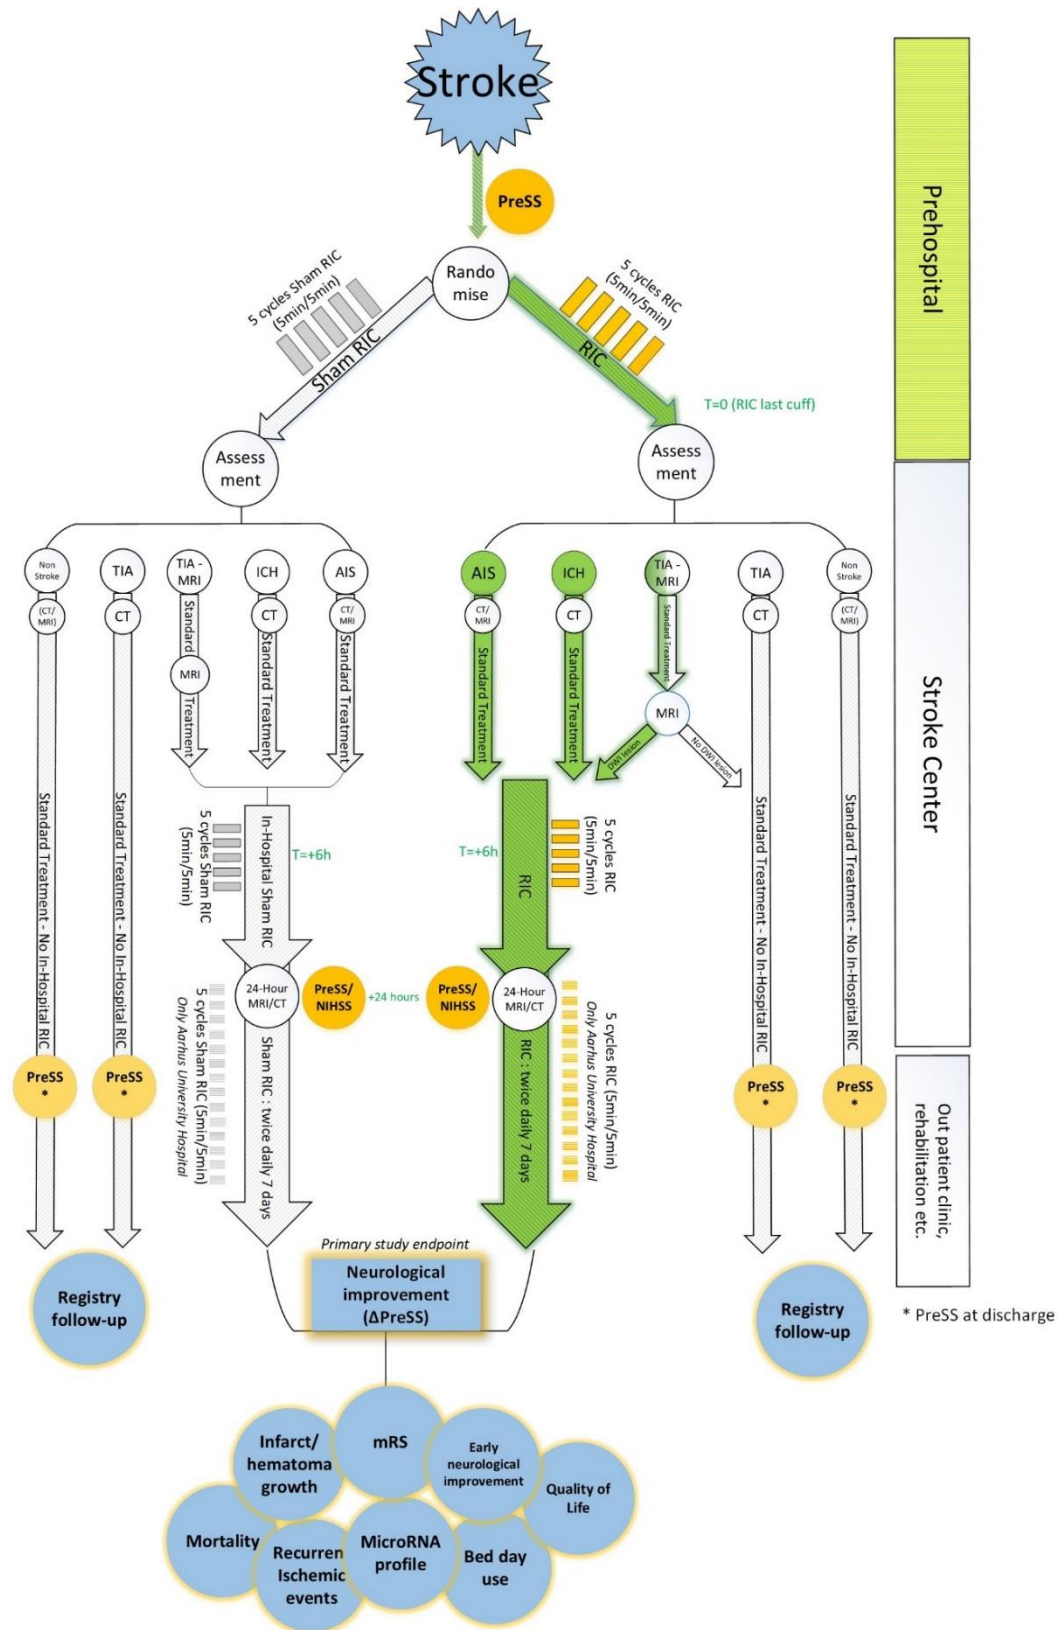 Stroke
PreSS
Rando
mise
5 cycles Sham RIC
(5min/5min)
Sham RIC
5 cycles RIC
(5min/5min)
RIC
T=0 (RIC last cuff)
Prehospital
Assess
ment
Assess
ment
Non
Stroke
(CT/
MRI)
TIA
CT
TIA -
MRI
Standard
MRI
Treatment
ICH
CT
Standard Treatment
AIS
CT/
MRI
Standard Treatment
AIS
CT/
MRI
Standard Treatment
ICH
CT
Standard Treatment
TIA -
MRI
Standard Treatment
MRI
DWI lesion
No DWI lesion
TIA
CT
Non
Stroke
(CT/
MRI)
Stroke Center
Standard Treatment - No In-Hospital RIC
Standard Treatment - No In-Hospital RIC
5 cycles Sham RIC
(5min/5min)
In-Hospital Sham RIC
T=+6h
T=+6h
RIC
5 cycles RIC
(5min/5min)
Standard Treatment - No In-Hospital RIC
Standard Treatment - No In-Hospital RIC
24-Hour
MRI/CT
PreSS/
NIHSS
+24 hours
PreSS/
NIHSS
24-Hour
MRI/CT
5 cycles Sham RIC (5min/5min)
Only Aarhus University Hospital
Sham RIC : twice daily 7 days
RIC : twice daily 7 days
5 cycles RIC (5min/5min)
Only Aarhus University Hospital
PreSS
*
PreSS
*
PreSS
*
PreSS
*
Out patient clinic,
rehabilitation etc.
Primary study endpoint
Neurological
improvement
(ΔPreSS)
Registry
follow-up
Registry
follow-up
* PreSS at discharge
Infarct/
hematoma
growth
mRS
Early
neurological
improvement
Quality of
Life
Mortality
Recurren
Ischemic
events
MicroRNA
profile
Bed day
use